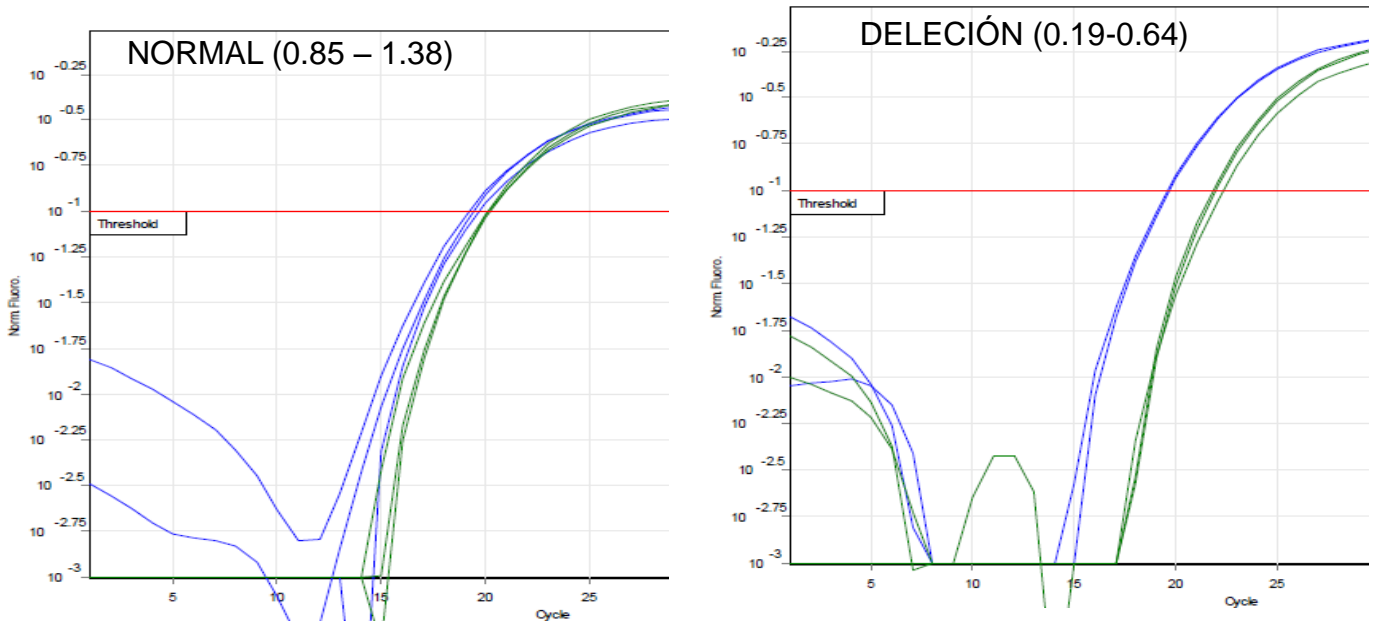 NORMAL (0.85 – 1.38)
10 -0.25
10 -0.5
10 -0.75
10 -1
Threshold
10 -1.25
10 -1.5
Norm. Fluoro.
10 -1.75
10 -2
10 -2.25
10 -2.5
10 -2.75
10 -3
5 10 15 20 25
Cycle
DELECIÓN (0.19-0.64)
10 -0.25
10 -0.5
10 -0.75
10 -1
Threshold
10 -1.25
10 -1.5
Norm. Fluoro.
10 -1.75
10 -2
10 -2.25
10 -2.5
10 -2.75
10 -3
5 10 15 20 25
Cycle